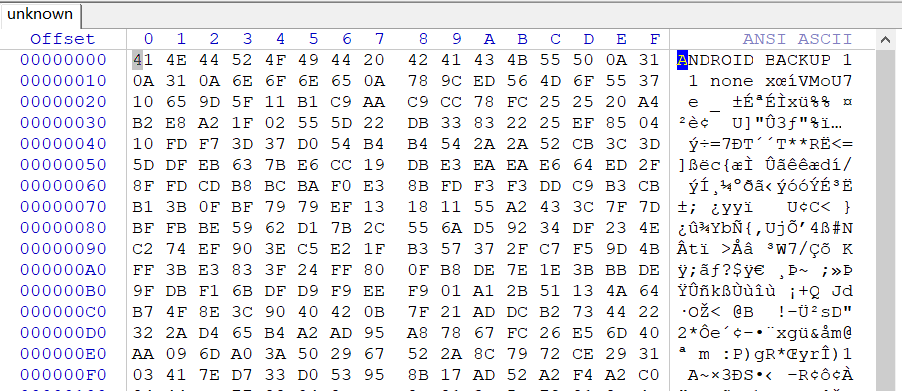 unknown
Offset 0 1 2 3 4 5 6 7 8 9 A B C D E F ANSI ASCII
00000000 41 4E 44 52 4F 49 44 20 42 41 43 4B 55 50 0A 31 ANDROID BACKUP 1
00000010 0A 31 0A 6E 6F 6E 65 0A 78 9C ED 56 4D 6F 55 37 1 none xœíVMoU7
00000020 10 65 9D 5F 11 B1 C9 AA C9 CC 78 FC 25 25 20 A4 e _ ±ÉªÉÌxü%% ¤
00000030 B2 E8 A2 1F 02 55 5D 22 DB 33 83 22 25 EF 85 04 ²è¢ U]"Û3ƒ"%ï…
00000040 10 FD F7 3D 37 D0 54 B4 B4 54 2A 2A 52 CB 3C 3D ý÷=7ÐT´´T**RË<=
00000050 5D DF EB 63 7B E6 CC 19 DB E3 EA EA E6 64 ED 2F ]ßëc{æÌ Ûãêêædí/
00000060 8F FD CD B8 BC BA F0 E3 8B FD F3 F3 DD C9 B3 CB ýÍ¸¼ºðã‹ýóóÝÉ³Ë
00000070 B1 3B 0F BF 79 79 EF 13 18 11 55 A2 43 3C 7F 7D ±; ¿yyï U¢C< }
00000080 BF FB BE 59 62 D1 7B 2C 55 6A D5 92 34 DF 23 4E ¿û¾YbÑ{,UjÕ’4ß#N
00000090 C2 74 EF 90 3E C5 E2 1F B3 57 37 2F C7 F5 9D 4B Âtï >Åâ ³W7/Çõ K
000000A0 FF 3B E3 83 3F 24 FF 80 0F B8 DE 7E 1E 3B BB DE ÿ;ãƒ?$ÿ€ ¸Þ~ ;»Þ
000000B0 9F DB F1 6B DF D9 F9 EE F9 01 A1 2B 51 13 4A 64 ŸÛñkßÙùîù ¡+Q Jd
000000C0 B7 4F 8E 3C 90 40 42 0B 7F 21 AD DC B2 73 44 22 ·OŽ< @B !-Ü²sD"
000000D0 32 2A D4 65 B4 A2 AD 95 A8 78 67 FC 26 E5 6D 40 2*Ôe´¢-•¨xgü&åm@
000000E0 AA 09 6D A0 3A 50 29 67 52 2A 8C 79 72 CE 29 31 ª m :P)gR*ŒyrÎ)1
000000F0 03 41 7E D7 33 D0 53 95 8B 17 AD 52 A2 F4 A2 C0 A~×3ÐS•‹ -R¢ô¢À